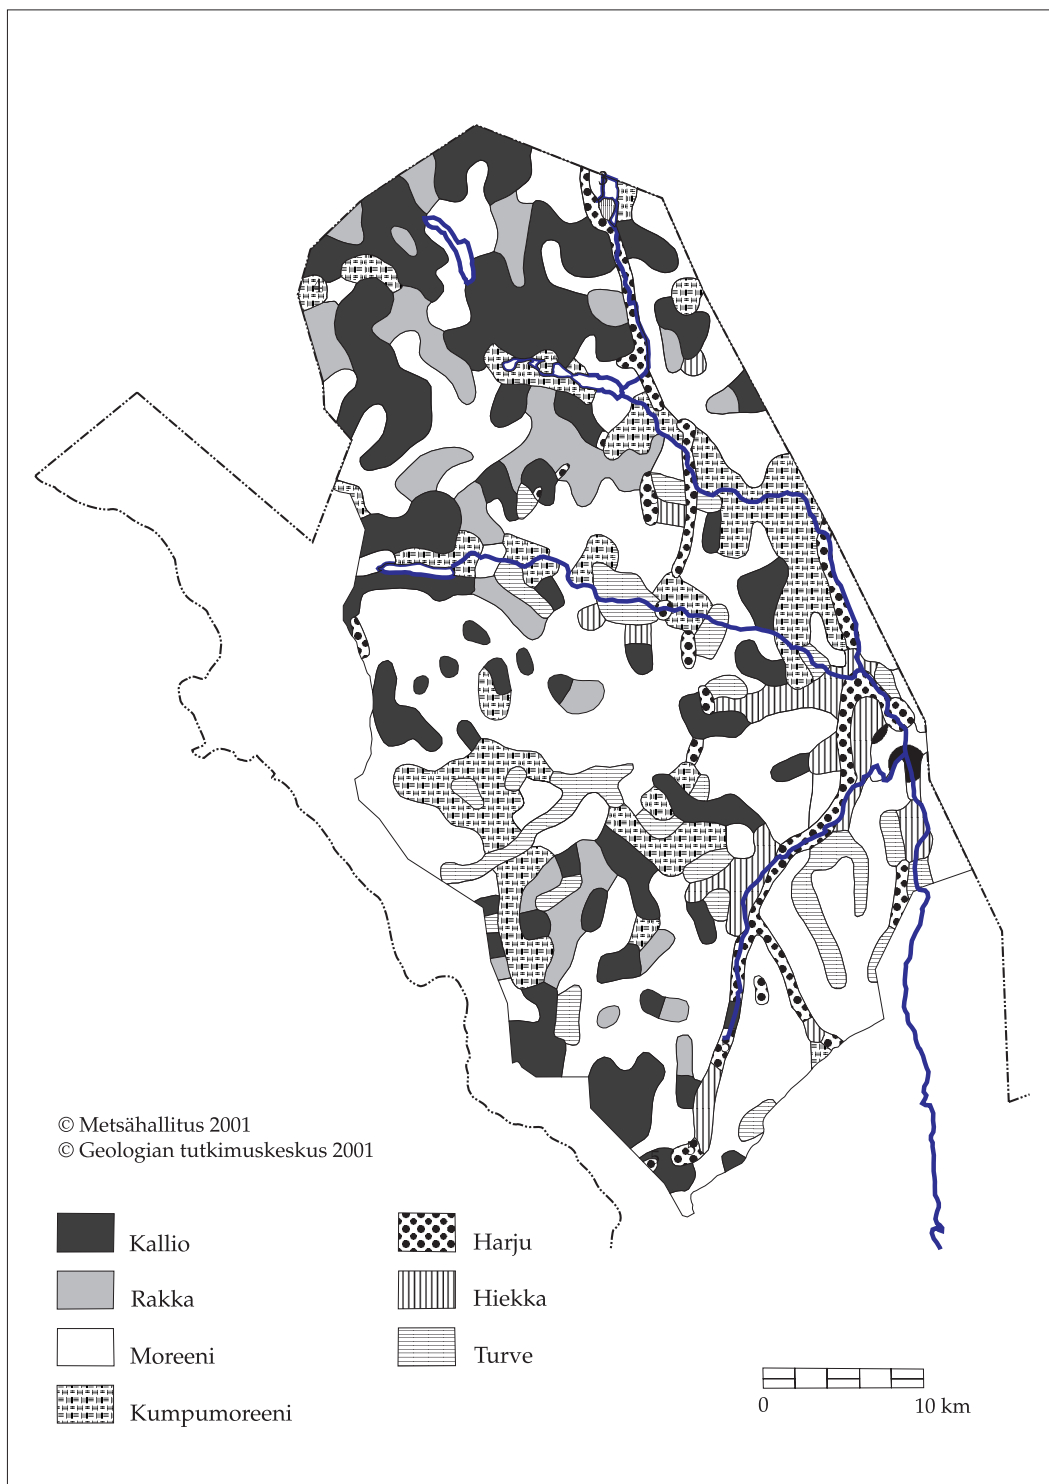 © Metsähallitus 2001
© Geologian tutkimuskeskus 2001
Kallio
Rakka
Moreeni
Kumpumoreeni
Harju
Hiekka
Turve
0 10 km